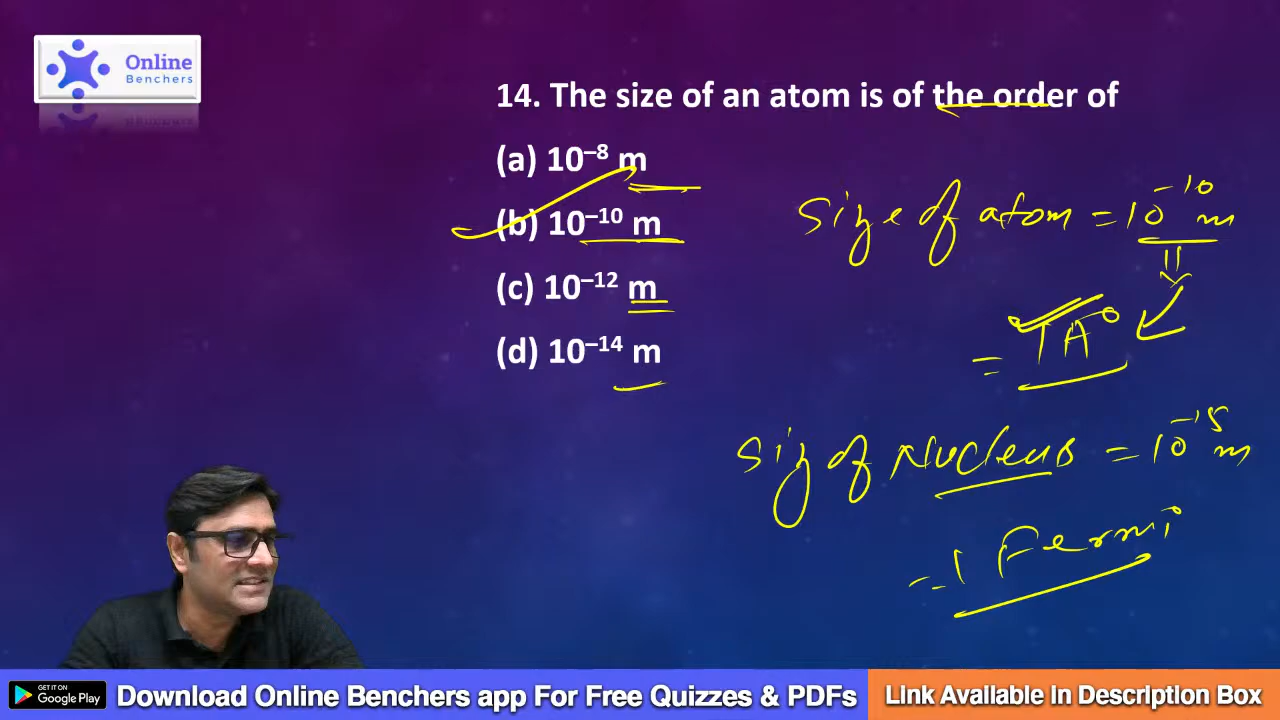 Online
Benchers
14. The size of an atom is of the order of
(a) 10⁻⁸ m
(b) 10⁻¹⁰ m
(c) 10⁻¹² m
(d) 10⁻¹⁴ m
Size of atom = 10⁻¹⁰ m
= 1A°
Siz of Nucleus = 10⁻¹⁵ m
= 1 Fermi
GET IT ON
Google Play
Download Online Benchers app For Free Quizzes & PDFs
Link Available In Description Box